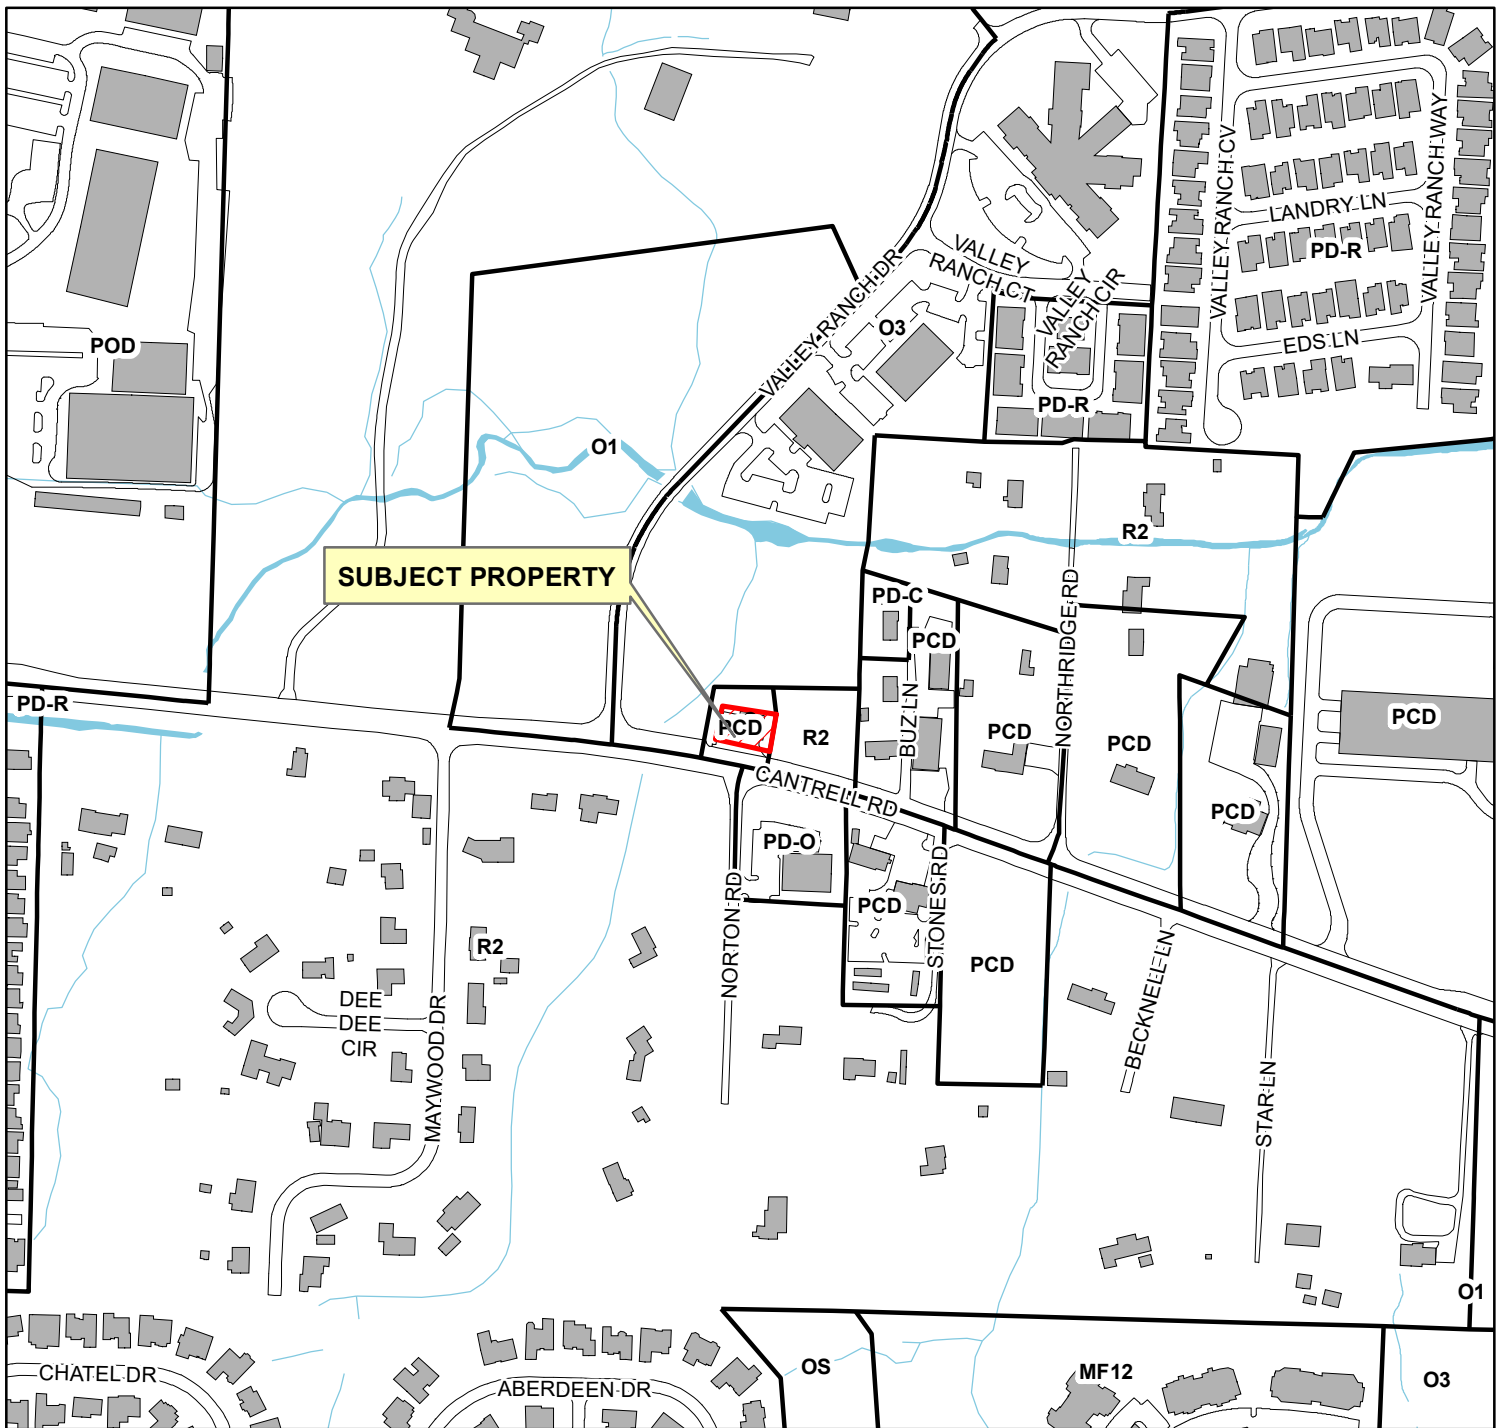 VALLEY RANCH CV
VALLEY RANCH WAY
LANDRY LN
PD-R
VALLEY
RANCH CT
VALLEY RANCH DR
VALLEY
RANCH CIR
O3
EDS LN
POD
PD-R
O1
R2
SUBJECT PROPERTY
PD-C
PCD
NORTHRIDGE RD
PD-R
PCD
R2
BUZ LN
PCD
PCD
PCD
CANTRELL RD
PCD
PD-O
NORTON RD
PCD
STONES RD
PCD
R2
BECKNELL LN
DEE
DEE
CIR
MAYWOOD DR
STAR LN
O1
CHATEL DR
ABERDEEN DR
OS
MF12
O3